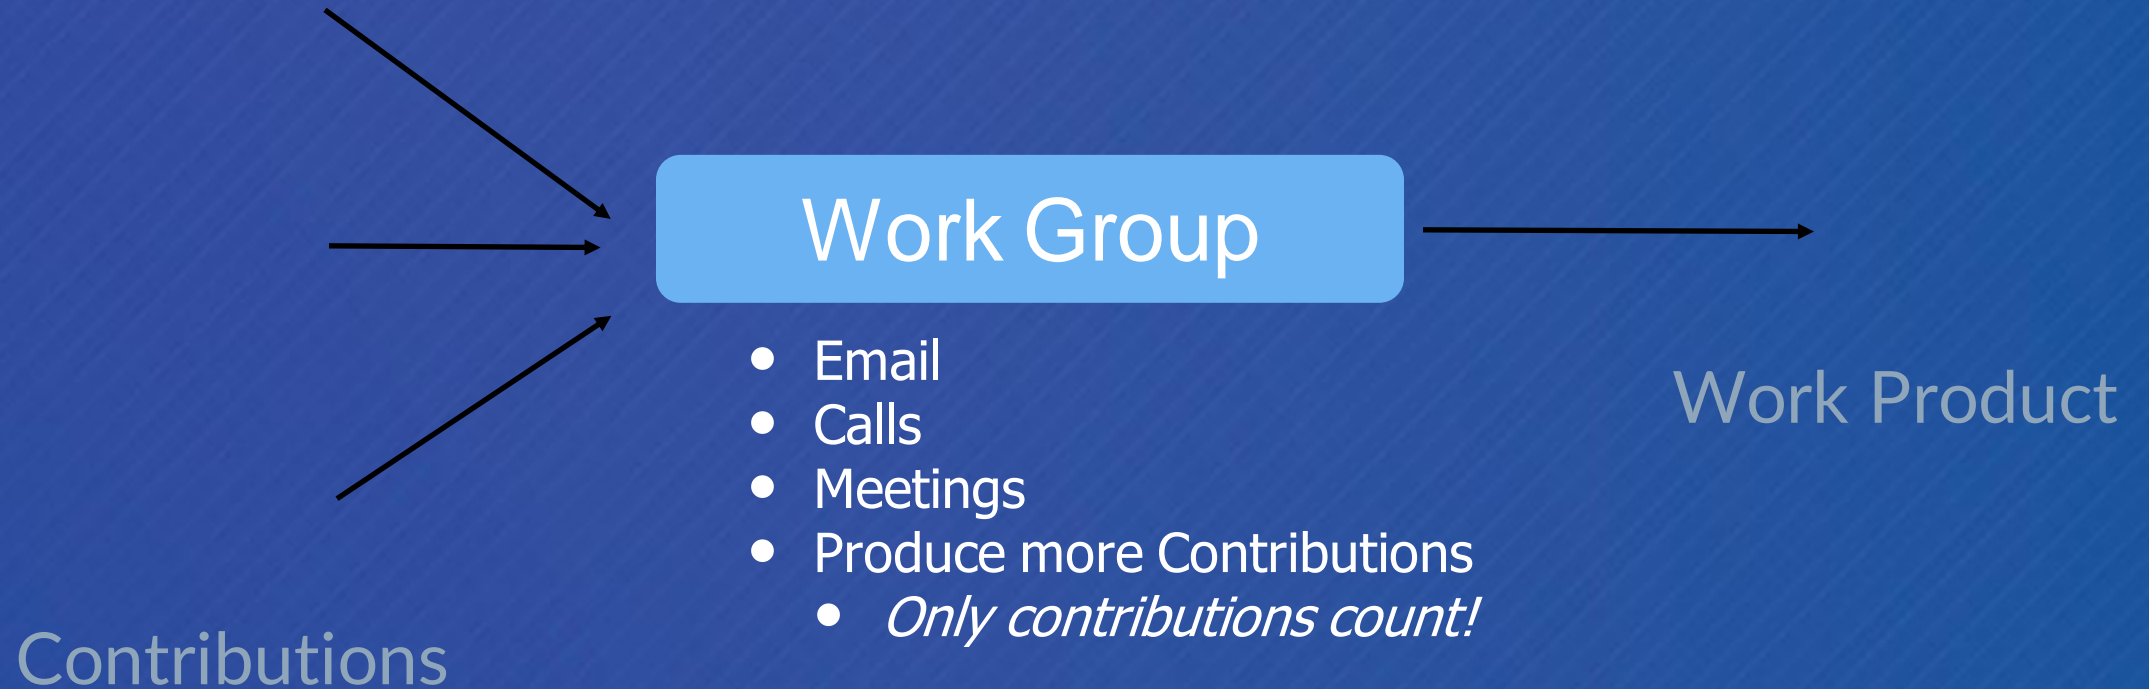 Work Group
• Email
• Calls
• Meetings
• Produce more Contributions
• Only contributions count!
Work Product
Contributions